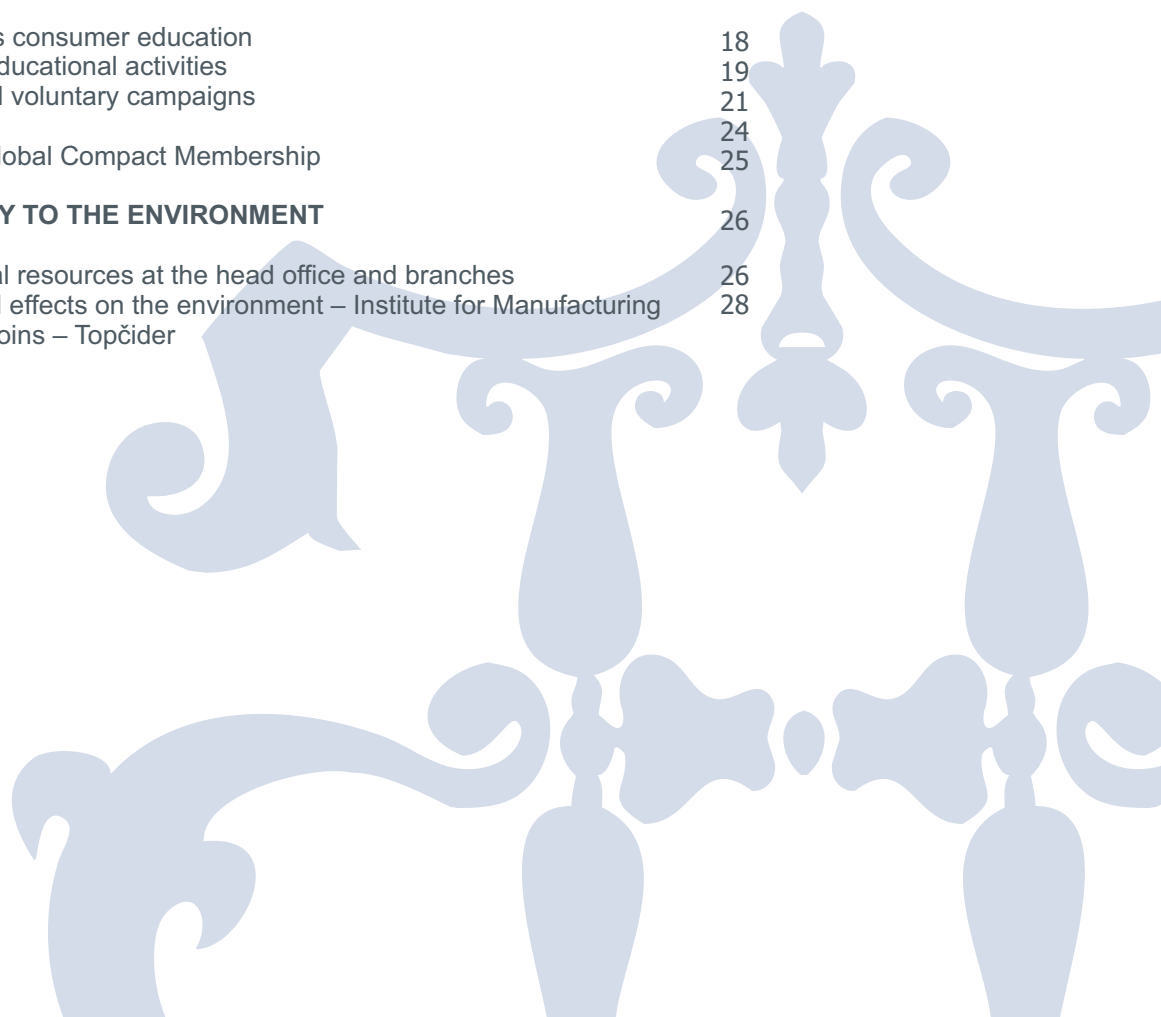 s consumer education 18
ducational activities 19
l voluntary campaigns 21
24
lobal Compact Membership 25
Y TO THE ENVIRONMENT 26
al resources at the head office and branches 26
l effects on the environment – Institute for Manufacturing 28
oins – Topčider